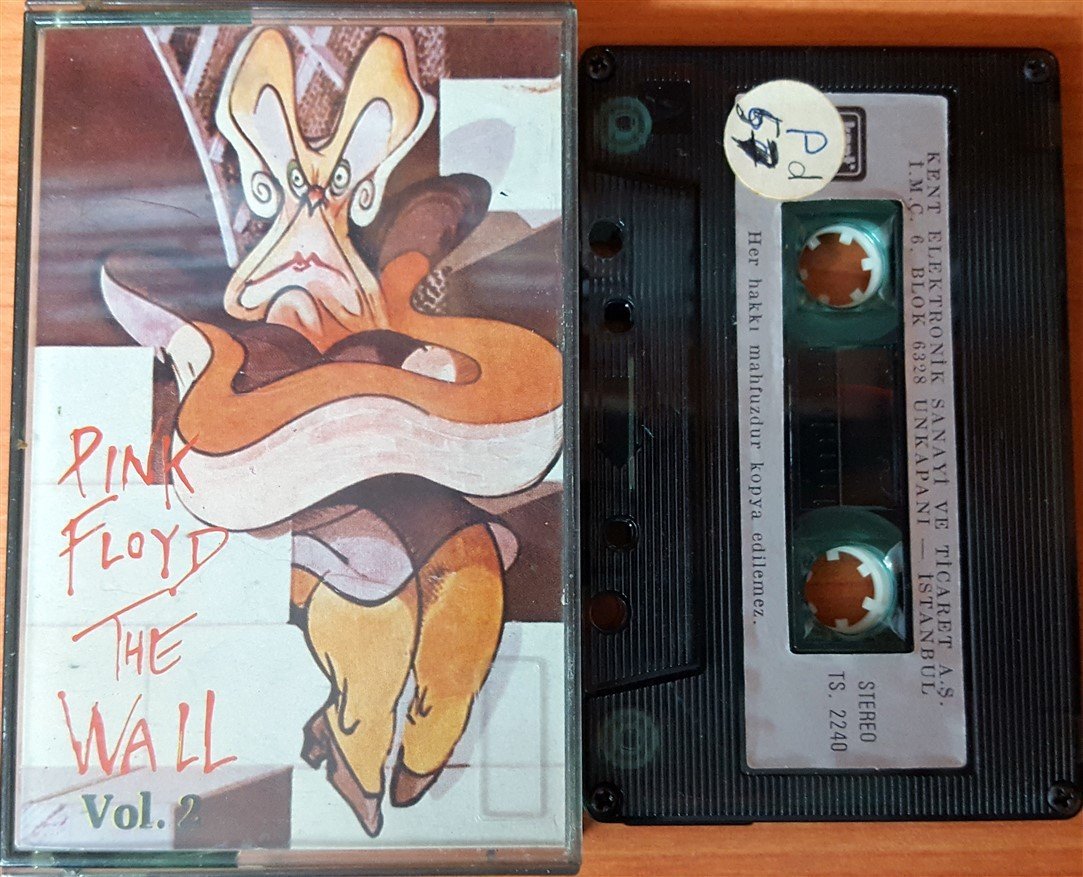 PINK
FLOYD
THE
WALL
Vol. 2
Pd
KENT ELEKTRONİK SANAYİ VE TİCARET A.Ş.
İ.M.Ç. 6. BLOK 6328 UNKAPANI — İSTANBUL
Her hakkı mahfuzdur kopya edilemez.
STEREO
TS. 2240